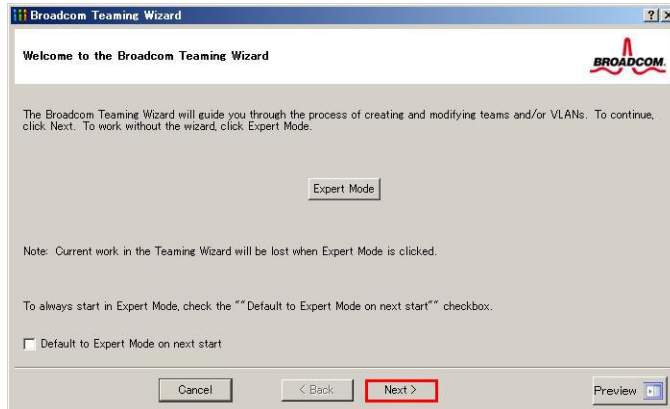 Broadcom Teaming Wizard
Welcome to the Broadcom Teaming Wizard
BROADCOM.
The Broadcom Teaming Wizard will guide you through the process of creating and modifying teams and/or VLANs. To continue,
click Next. To work without the wizard, click Expert Mode.
Expert Mode
Note: Current work in the Teaming Wizard will be lost when Expert Mode is clicked.
To always start in Expert Mode, check the ""Default to Expert Mode on next start"" checkbox.
Default to Expert Mode on next start
Cancel < Back Next > Preview